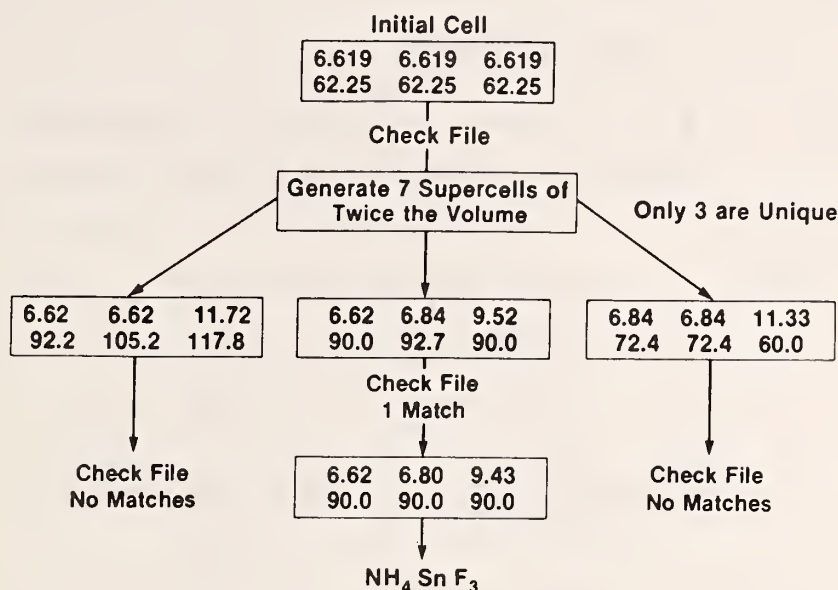 Initial Cell
6.619 6.619 6.619
62.25 62.25 62.25
Check File
Generate 7 Supercells of
Twice the Volume
Only 3 are Unique
6.62 6.62 11.72
92.2 105.2 117.8
6.62 6.84 9.52
90.0 92.7 90.0
6.84 6.84 11.33
72.4 72.4 60.0
Check File
1 Match
Check File
No Matches
6.62 6.80 9.43
90.0 90.0 90.0
Check File
No Matches
NH₄ Sn F₃